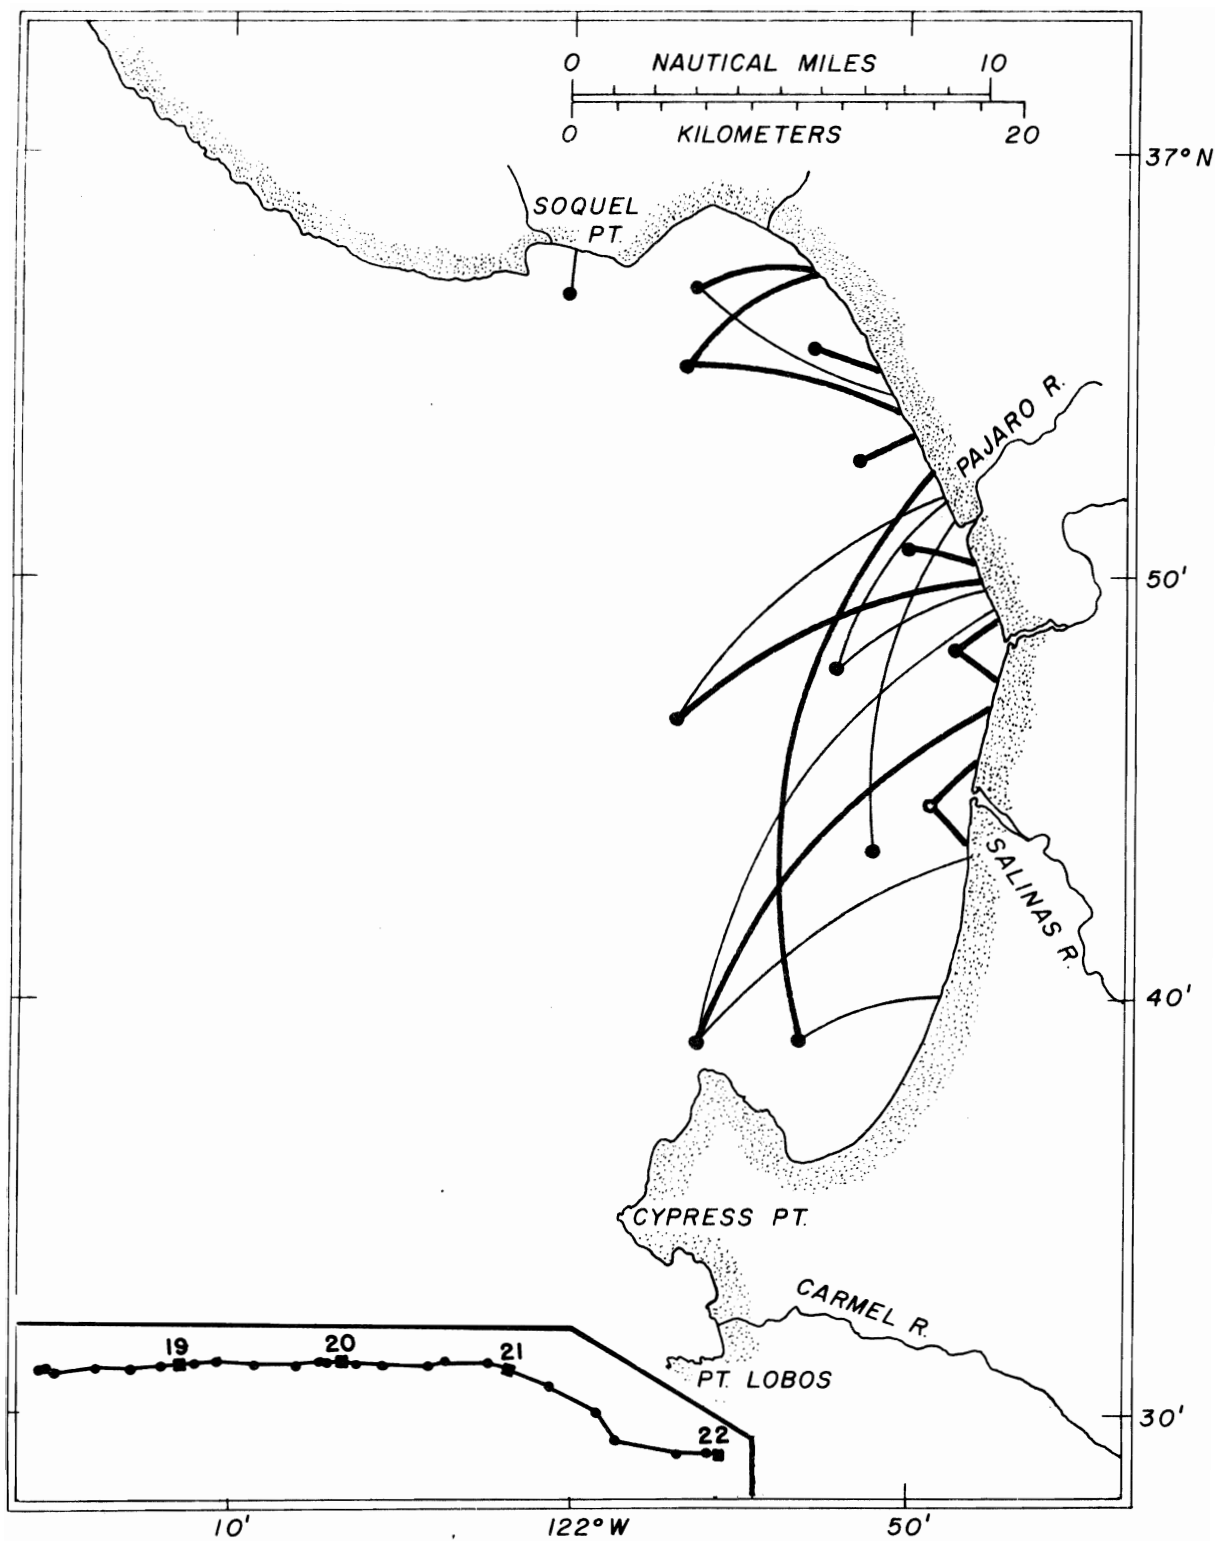 0 NAUTICAL MILES 10
0 KILOMETERS 20
37° N
SOQUEL
PT.
PAJARO R.
50'
SALINAS R.
40'
CYPRESS PT.
CARMEL R.
PT. LOBOS
19 20 21
22
30'
10' 122° W 50'